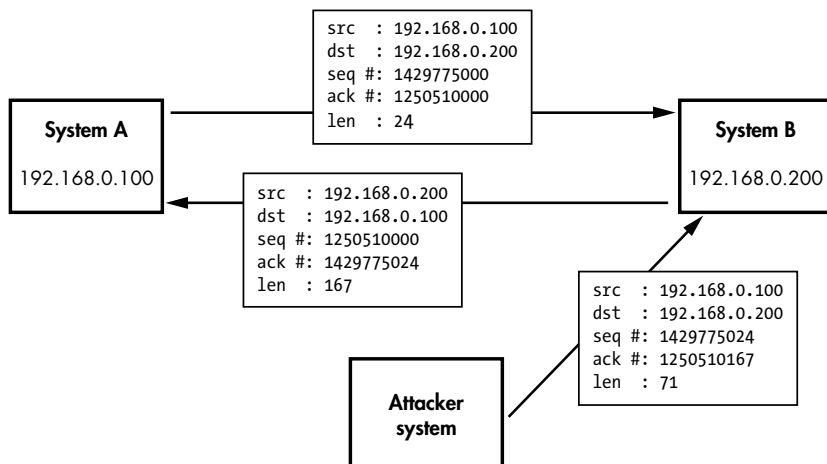 src  : 192.168.0.100
dst  : 192.168.0.200
seq #: 1429775000
ack #: 1250510000
len  : 24
System A
192.168.0.100
System B
192.168.0.200
src  : 192.168.0.200
dst  : 192.168.0.100
seq #: 1250510000
ack #: 1429775024
len  : 167
src  : 192.168.0.100
dst  : 192.168.0.200
seq #: 1429775024
ack #: 1250510167
len  : 71
Attacker
system